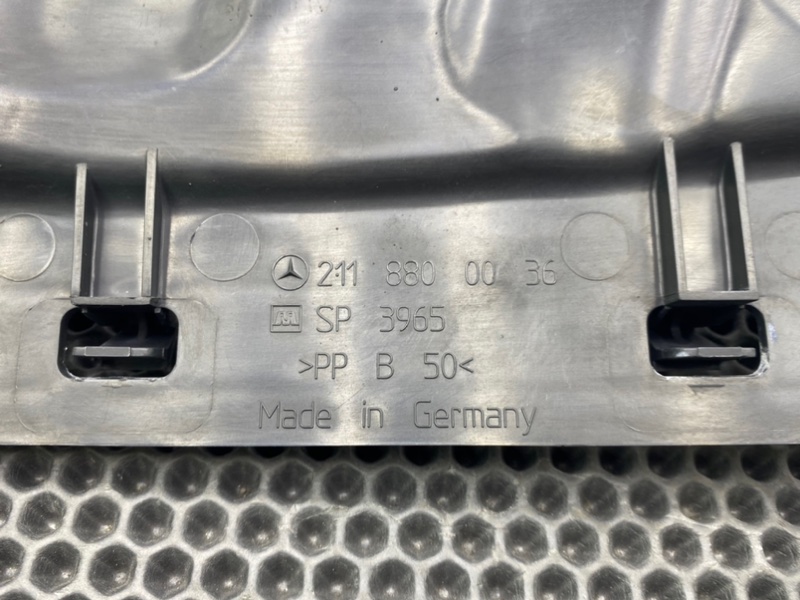 211 880 00 36
SP 3965
>PP B 50<
Made in Germany